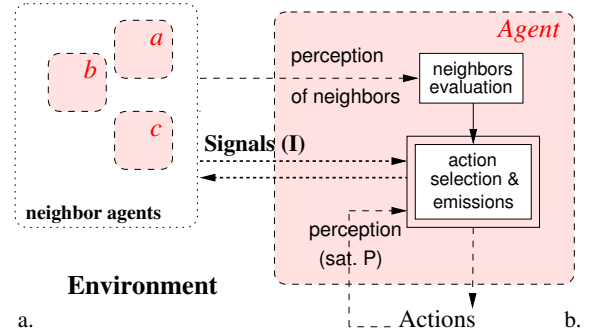 a
b
c
neighbor agents
Environment
a.
Signals (I)
Agent
perception
of neighbors
neighbors
evaluation
action
selection &
emissions
perception
(sat. P)
Actions
b.